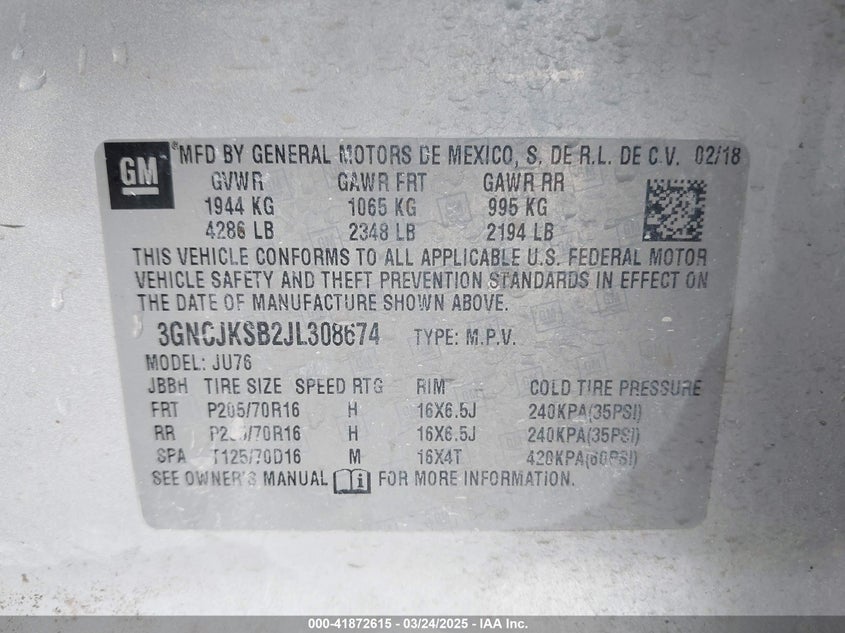 GM
®MFD BY GENERAL MOTORS DE MEXICO, S. DE R.L. DE C.V. 02/18
GVWR GAWR FRT GAWR RR
1944 KG 1065 KG 995 KG
4286 LB 2348 LB 2194 LB
THIS VEHICLE CONFORMS TO ALL APPLICABLE U.S. FEDERAL MOTOR
VEHICLE SAFETY AND THEFT PREVENTION STANDARDS IN EFFECT ON
THE DATE OF MANUFACTURE SHOWN ABOVE.
3GNCJKSB2JL308674 TYPE: M.P.V.
MODEL: JU76
JBBH TIRE SIZE SPEED RTG RIM COLD TIRE PRESSURE
FRT P205/70R16 H 16X6.5J 240KPA(35PSI)
RR P205/70R16 H 16X6.5J 240KPA(35PSI)
SPA T125/70D16 M 16X4T 420KPA(60PSI)
SEE OWNER'S MANUAL FOR MORE INFORMATION.
000-41872615 - 03/24/2025 - IAA Inc.